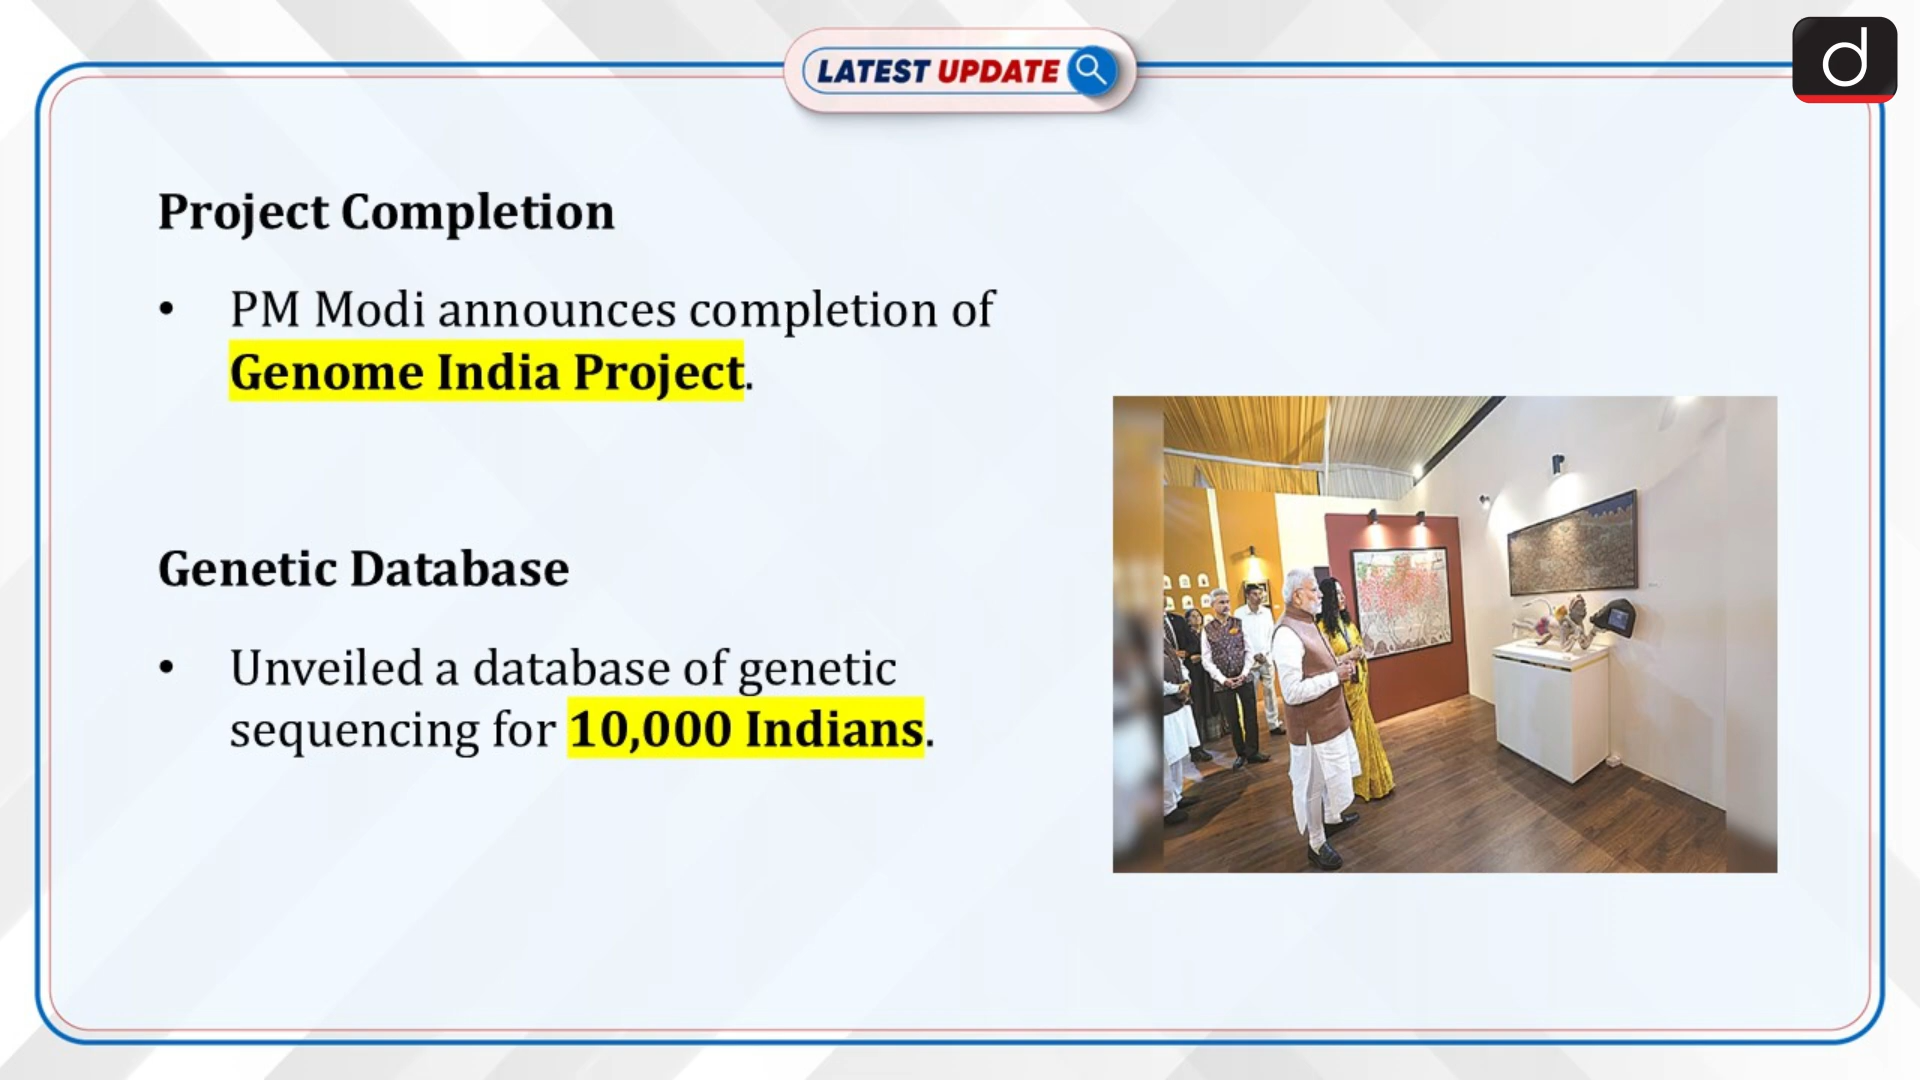 LATEST UPDATE
d
Project Completion
• PM Modi announces completion of
Genome India Project.
Genetic Database
• Unveiled a database of genetic
sequencing for 10,000 Indians.